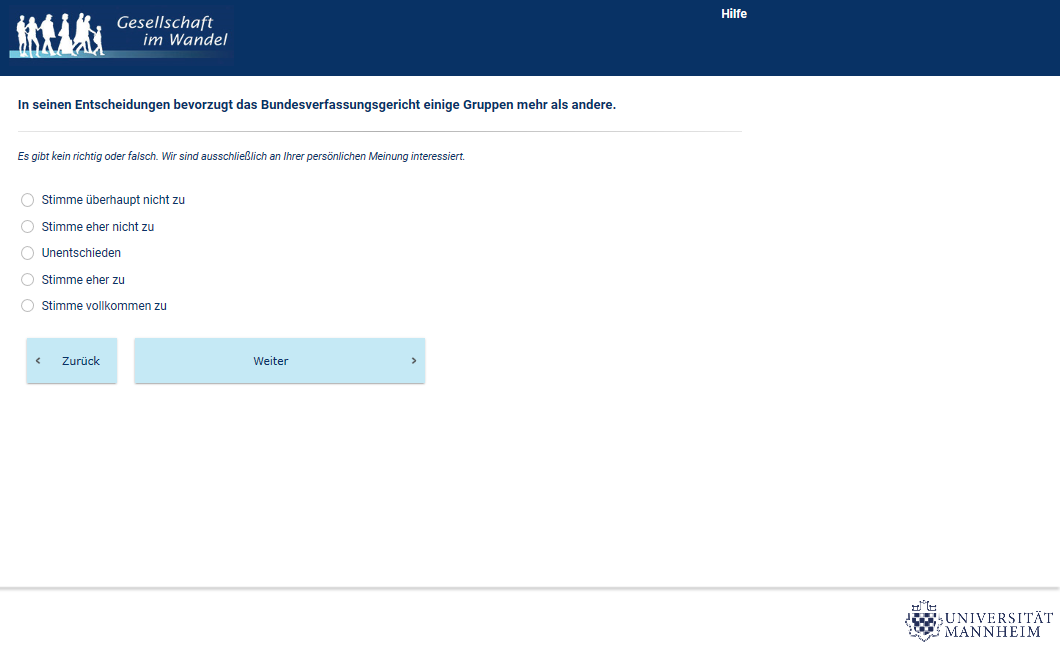 Gesellschaft
im Wandel
Hilfe
In seinen Entscheidungen bevorzugt das Bundesverfassungsgericht einige Gruppen mehr als andere.
Es gibt kein richtig oder falsch. Wir sind ausschließlich an Ihrer persönlichen Meinung interessiert.
Stimme überhaupt nicht zu
Stimme eher nicht zu
Unentschieden
Stimme eher zu
Stimme vollkommen zu
Zurück
Weiter
UNIVERSITÄT
MANNHEIM